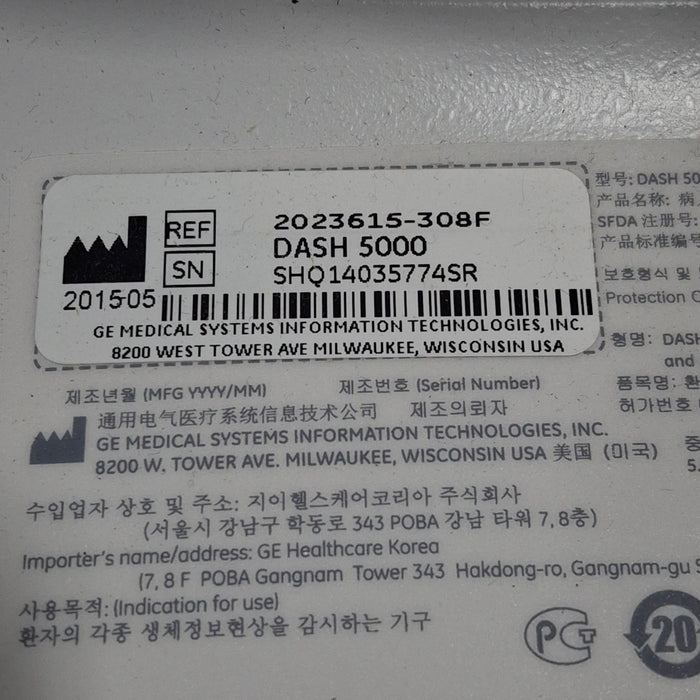 型号: DASH 50
产品名称: 病
SFDA 注册号:
产品标准编号
REF 2023615-308F
DASH 5000
SN SHQ14035774SR
2015-05
GE MEDICAL SYSTEMS INFORMATION TECHNOLOGIES, INC.
8200 WEST TOWER AVE MILWAUKEE, WISCONSIN USA
보호형식 및
Protection C
형명: DASH
and
품목명: 환
허가번호
제조년월 (MFG YYYY/MM) 제조번호 (Serial Number)
通用电气医疗系统信息技术公司 제조의뢰자
GE MEDICAL SYSTEMS INFORMATION TECHNOLOGIES, INC.
8200 W. TOWER AVE. MILWAUKEE, WISCONSIN USA 美国 (미국)
중
5.
수입업자 상호 및 주소: 지이헬스케어코리아 주식회사
(서울시 강남구 학동로 343 POBA 강남 타워 7, 8층)
Importer's name/address: GE Healthcare Korea
(7, 8 F POBA Gangnam Tower 343 Hakdong-ro, Gangnam-gu S
사용목적: (Indication for use)
환자의 각종 생체정보현상을 감시하는 기구
20